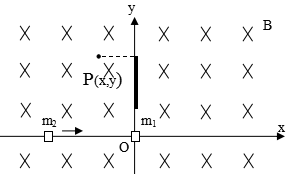 y
B
P(x,y)
m₂ m₁
O x